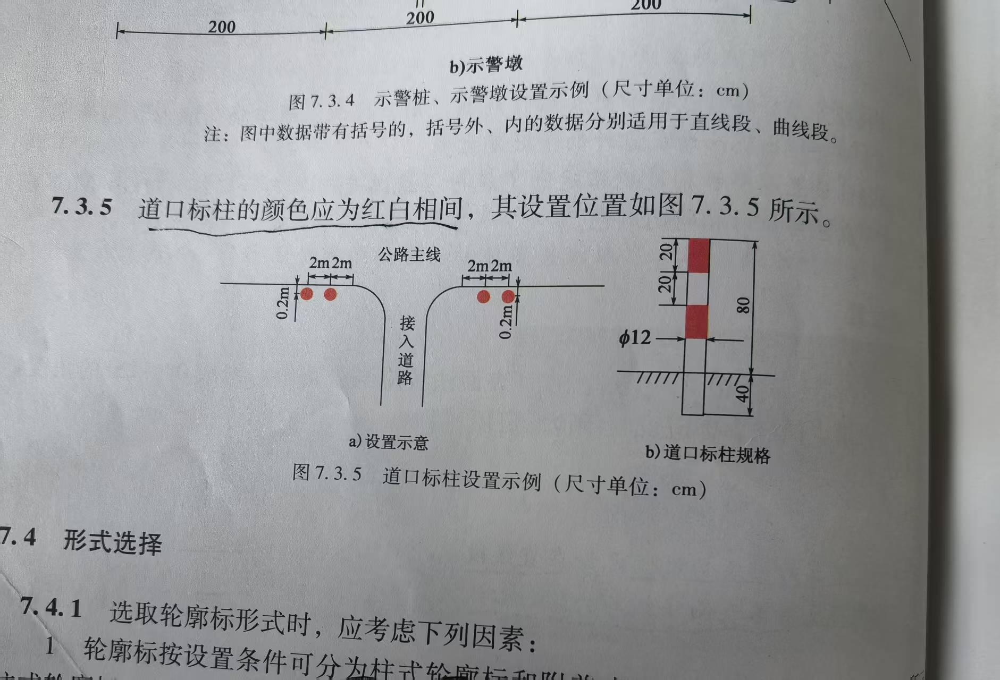 200
200
200
b)示警墩
图 7.3.4 示警桩、示警墩设置示例（尺寸单位：cm）
注：图中数据带有括号的，括号外、内的数据分别适用于直线段、曲线段。
7.3.5 道口标柱的颜色应为红白相间，其设置位置如图 7.3.5 所示。
公路主线
2m 2m
2m 2m
0.2m
0.2m
接入道路
20
20
80
ϕ12
40
a)设置示意
b)道口标柱规格
图 7.3.5 道口标柱设置示例（尺寸单位：cm）
7.4 形式选择
7.4.1 选取轮廓标形式时，应考虑下列因素：
1 轮廓标按设置条件可分为柱式轮廓标和附着